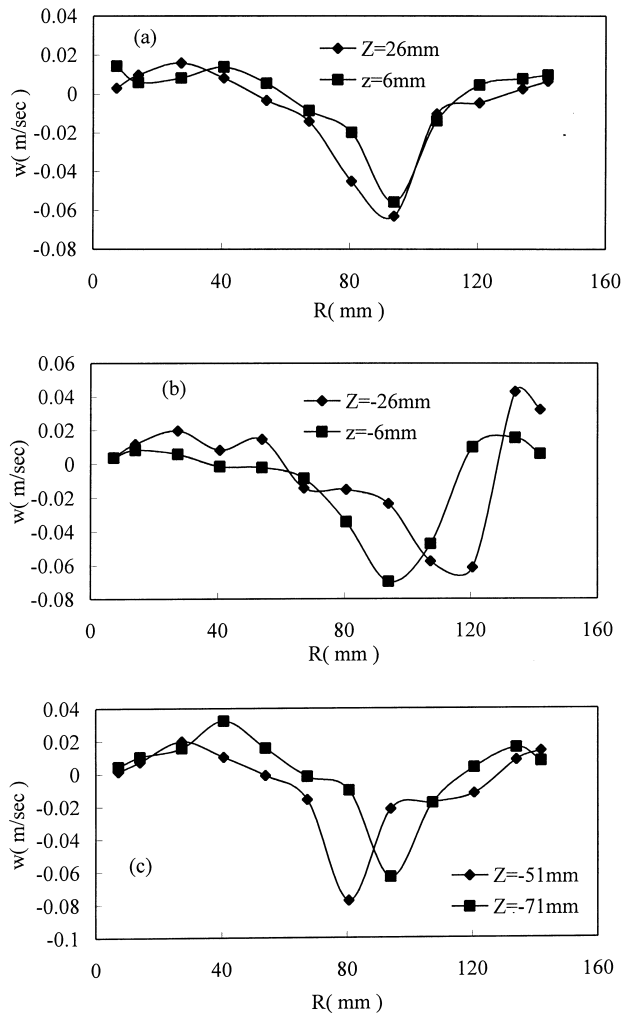 0.04
(a)
Z=26mm
0.02
z=6mm
0
w( m/sec)
-0.02
-0.04
-0.06
-0.08
0 40 80 120 160
R( mm )
0.06
(b)
0.04
Z=-26mm
0.02
z=-6mm
0
w( m/sec)
-0.02
-0.04
-0.06
-0.08
0 40 80 120 160
R( mm )
0.04
0.02
0
-0.02
w( m/sec)
-0.04
-0.06
(c)
Z=-51mm
-0.08
Z=-71mm
-0.1
0 40 80 120 160
R( mm )